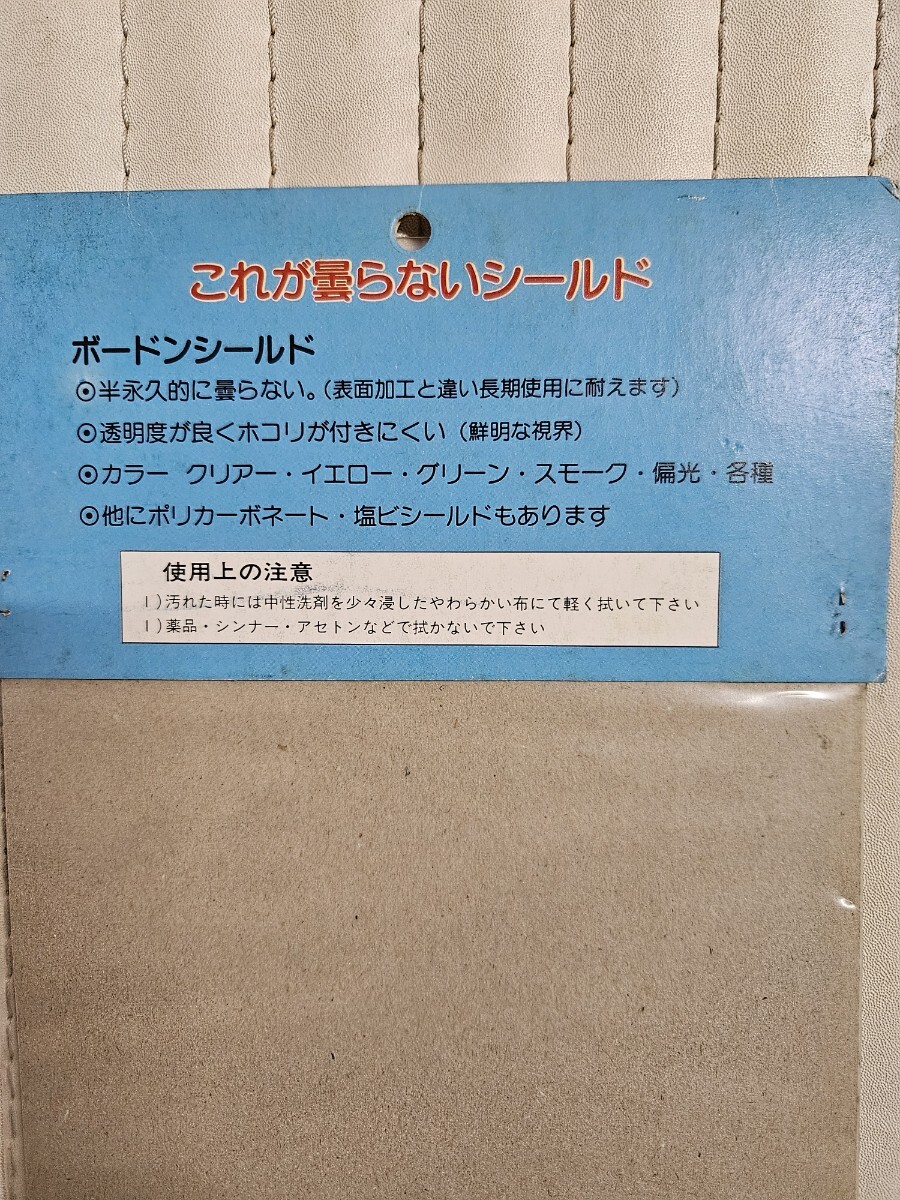 これが曇らないシールド
ボードンシールド
⊙半永久的に曇らない。(表面加工と違い長期使用に耐えます)
⊙透明度が良くホコリが付きにくい (鮮明な視界)
⊙カラー クリアー・イエロー・グリーン・スモーク・偏光・各種
⊙他にポリカーボネート・塩ビシールドもあります
使用上の注意
1)汚れた時には中性洗剤を少々浸したやわらかい布にて軽く拭いて下さい
1)薬品・シンナー・アセトンなどで拭かないで下さい